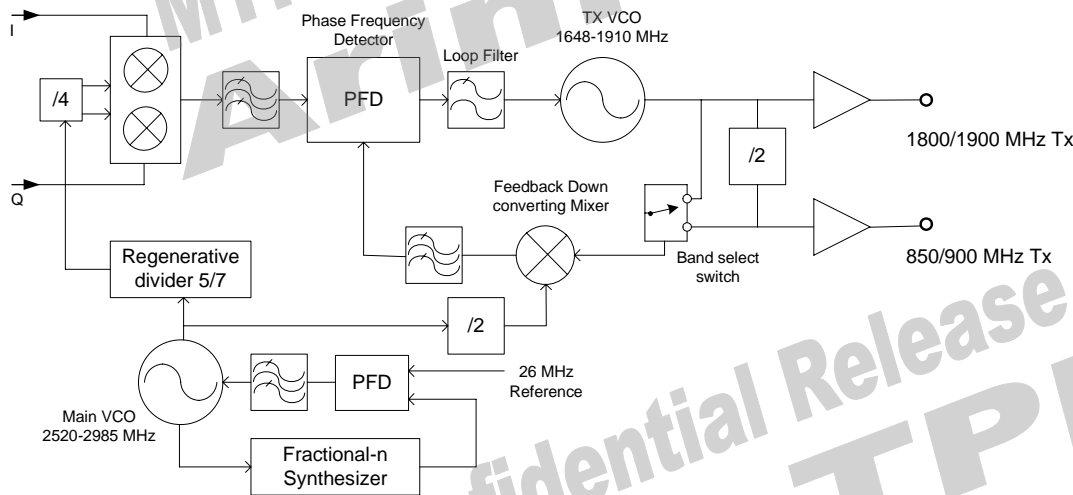 I
Q
/4
Phase Frequency
Detector
PFD
Loop Filter
TX VCO
1648-1910 MHz
/2
1800/1900 MHz Tx
850/900 MHz Tx
Feedback Down
converting Mixer
Band select
switch
Regenerative
divider 5/7
/2
Main VCO
2520-2985 MHz
PFD
26 MHz
Reference
Fractional-n
Synthesizer